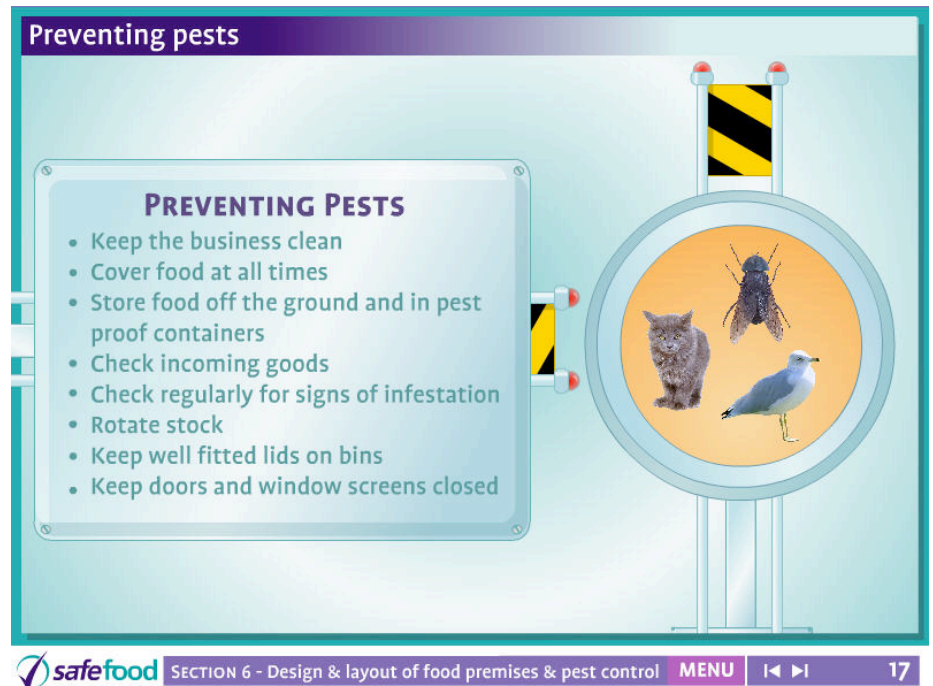 Preventing pests
PREVENTING PESTS
• Keep the business clean
• Cover food at all times
• Store food off the ground and in pest
proof containers
• Check incoming goods
• Check regularly for signs of infestation
• Rotate stock
• Keep well fitted lids on bins
• Keep doors and window screens closed
safefood SECTION 6 - Design & layout of food premises & pest control MENU 17